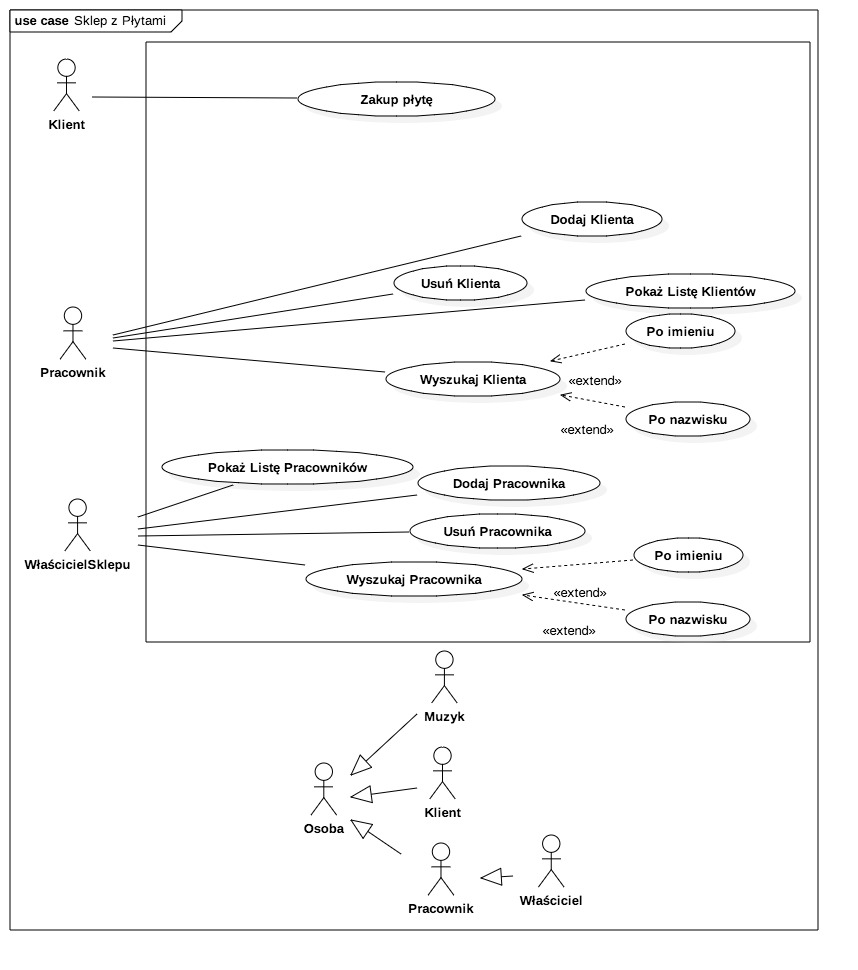 use case Sklep z Płytami
Klient
Zakup płytę
Dodaj Klienta
Usuń Klienta
Pokaż Listę Klientów
Po imieniu
Pracownik
Wyszukaj Klienta
«extend»
Po nazwisku
«extend»
Pokaż Listę Pracowników
Dodaj Pracownika
Usuń Pracownika
Po imieniu
WłaścicielSklepu
Wyszukaj Pracownika
«extend»
Po nazwisku
«extend»
Muzyk
Klient
Osoba
Pracownik
Właściciel